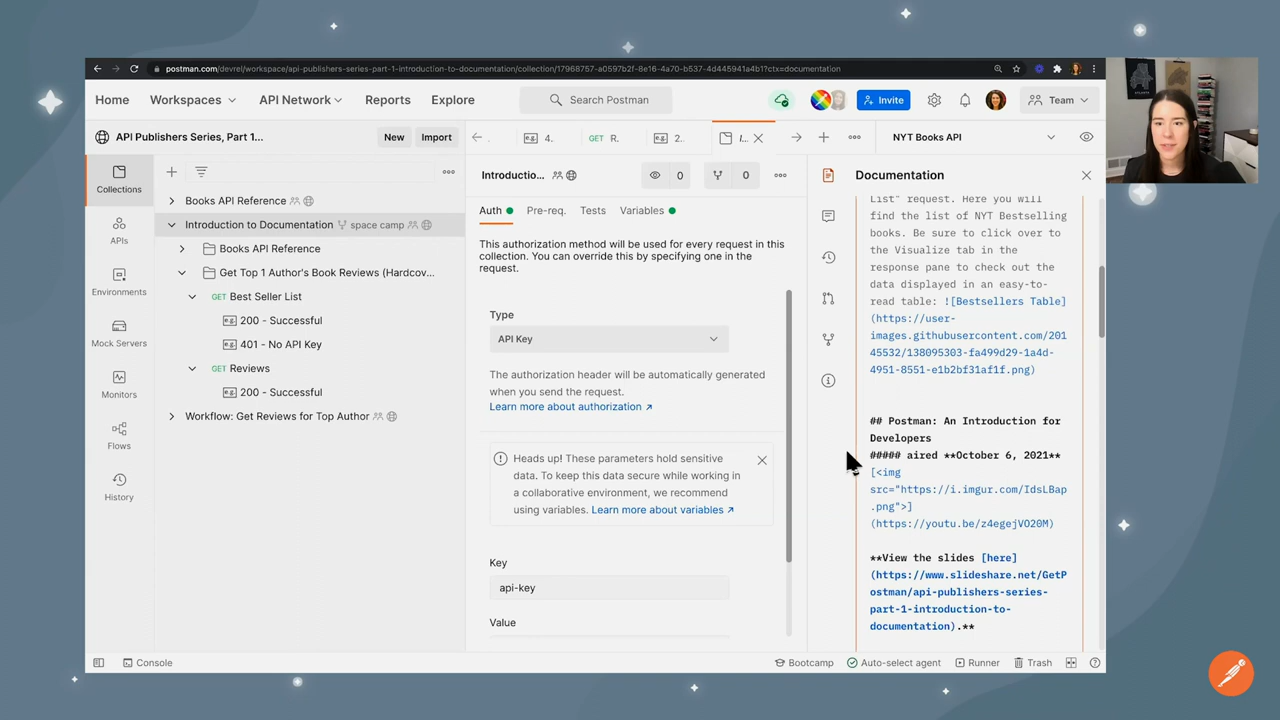 postman.com/devrel/workspace/api-publishers-series-part-1-introduction-to-documentation/collection/17968757-a0597b2f-8e16-4a70-b537-4d445941a4b1?ctx=documentation
Home Workspaces API Network Reports Explore Search Postman Invite Team
API Publishers Series, Part 1... New Import 4. GET R. 2.. I.. NYT Books API
Collections
APIs
Environments
Mock Servers
Monitors
Flows
History
Books API Reference
Introduction to Documentation space camp
Books API Reference
Get Top 1 Author's Book Reviews (Hardcov...
GET Best Seller List
e.g. 200 - Successful
e.g. 401 - No API Key
GET Reviews
e.g. 200 - Successful
Workflow: Get Reviews for Top Author
Introductio... 0 0
Auth Pre-req. Tests Variables
This authorization method will be used for every request in this
collection. You can override this by specifying one in the
request.
Type
API Key
The authorization header will be automatically generated
when you send the request.
Learn more about authorization ↗
Heads up! These parameters hold sensitive
data. To keep this data secure while working in
a collaborative environment, we recommend
using variables. Learn more about variables ↗
Key
api-key
Value
Documentation
List" request. Here you will
find the list of NYT Bestselling
books. Be sure to click over to
the Visualize tab in the
response pane to check out the
data displayed in an easy-to-
read table: ![Bestsellers Table]
(https://user-
images.githubusercontent.com/201
45532/138095303-fa499d29-1a4d-
4951-8551-e1b2bf31af1f.png)
## Postman: An Introduction for
Developers
##### aired **October 6, 2021**
[<img
src="https://i.imgur.com/IdsLBap
.png">]
(https://youtu.be/z4egejVO20M)
**View the slides [here]
(https://www.slideshare.net/GetP
ostman/api-publishers-series-
part-1-introduction-to-
documentation).**
Console Bootcamp Auto-select agent Runner Trash